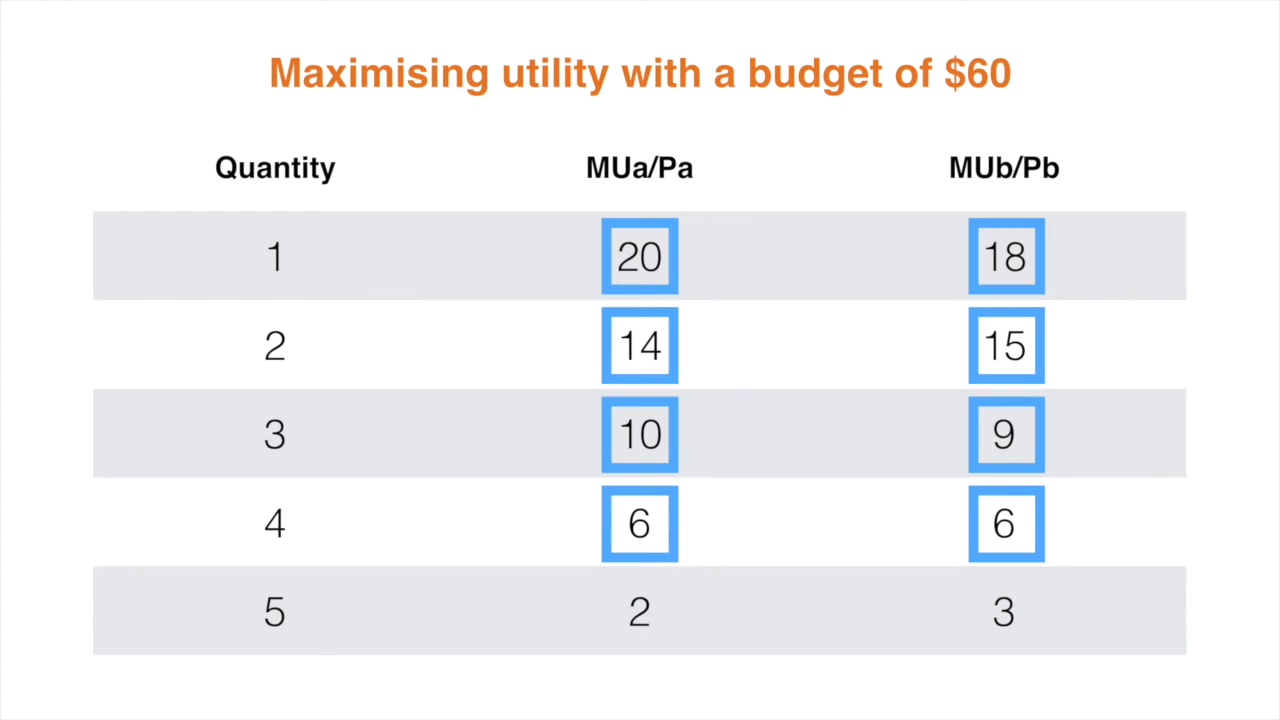 Maximising utility with a budget of $60
Quantity MUa/Pa MUb/Pb
1 20 18
2 14 15
3 10 9
4 6 6
5 2 3